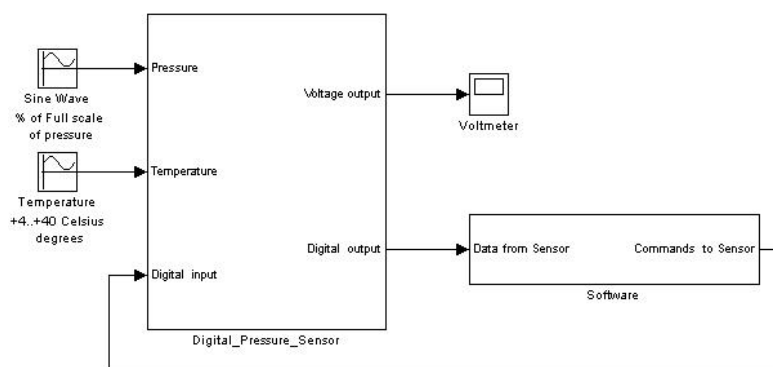 Pressure
Voltage output
Sine Wave
% of Full scale
of pressure
Voltmeter
Temperature
Temperature
+4..+40 Celsius
degrees
Digital output
Data from Sensor
Commands to Sensor
Digital input
Software
Digital_Pressure_Sensor